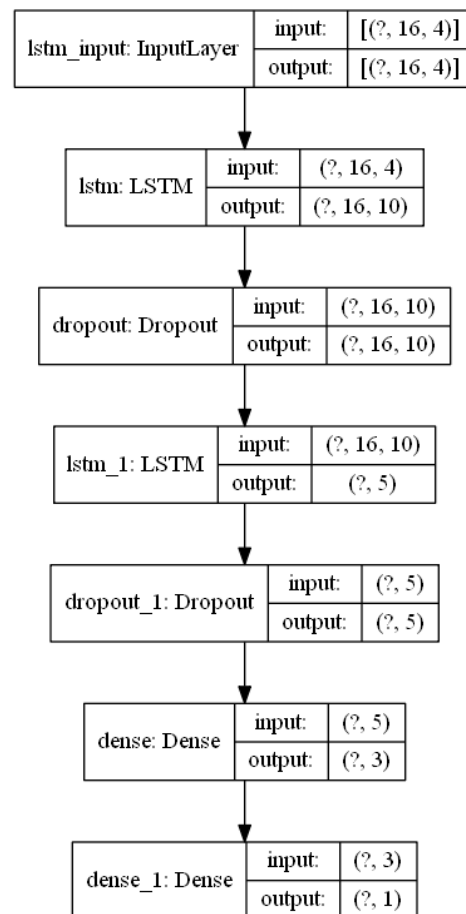 lstm_input: InputLayer
input: [(?, 16, 4)]
output: [(?, 16, 4)]
lstm: LSTM
input: (?, 16, 4)
output: (?, 16, 10)
dropout: Dropout
input: (?, 16, 10)
output: (?, 16, 10)
lstm_1: LSTM
input: (?, 16, 10)
output: (?, 5)
dropout_1: Dropout
input: (?, 5)
output: (?, 5)
dense: Dense
input: (?, 5)
output: (?, 3)
dense_1: Dense
input: (?, 3)
output: (?, 1)